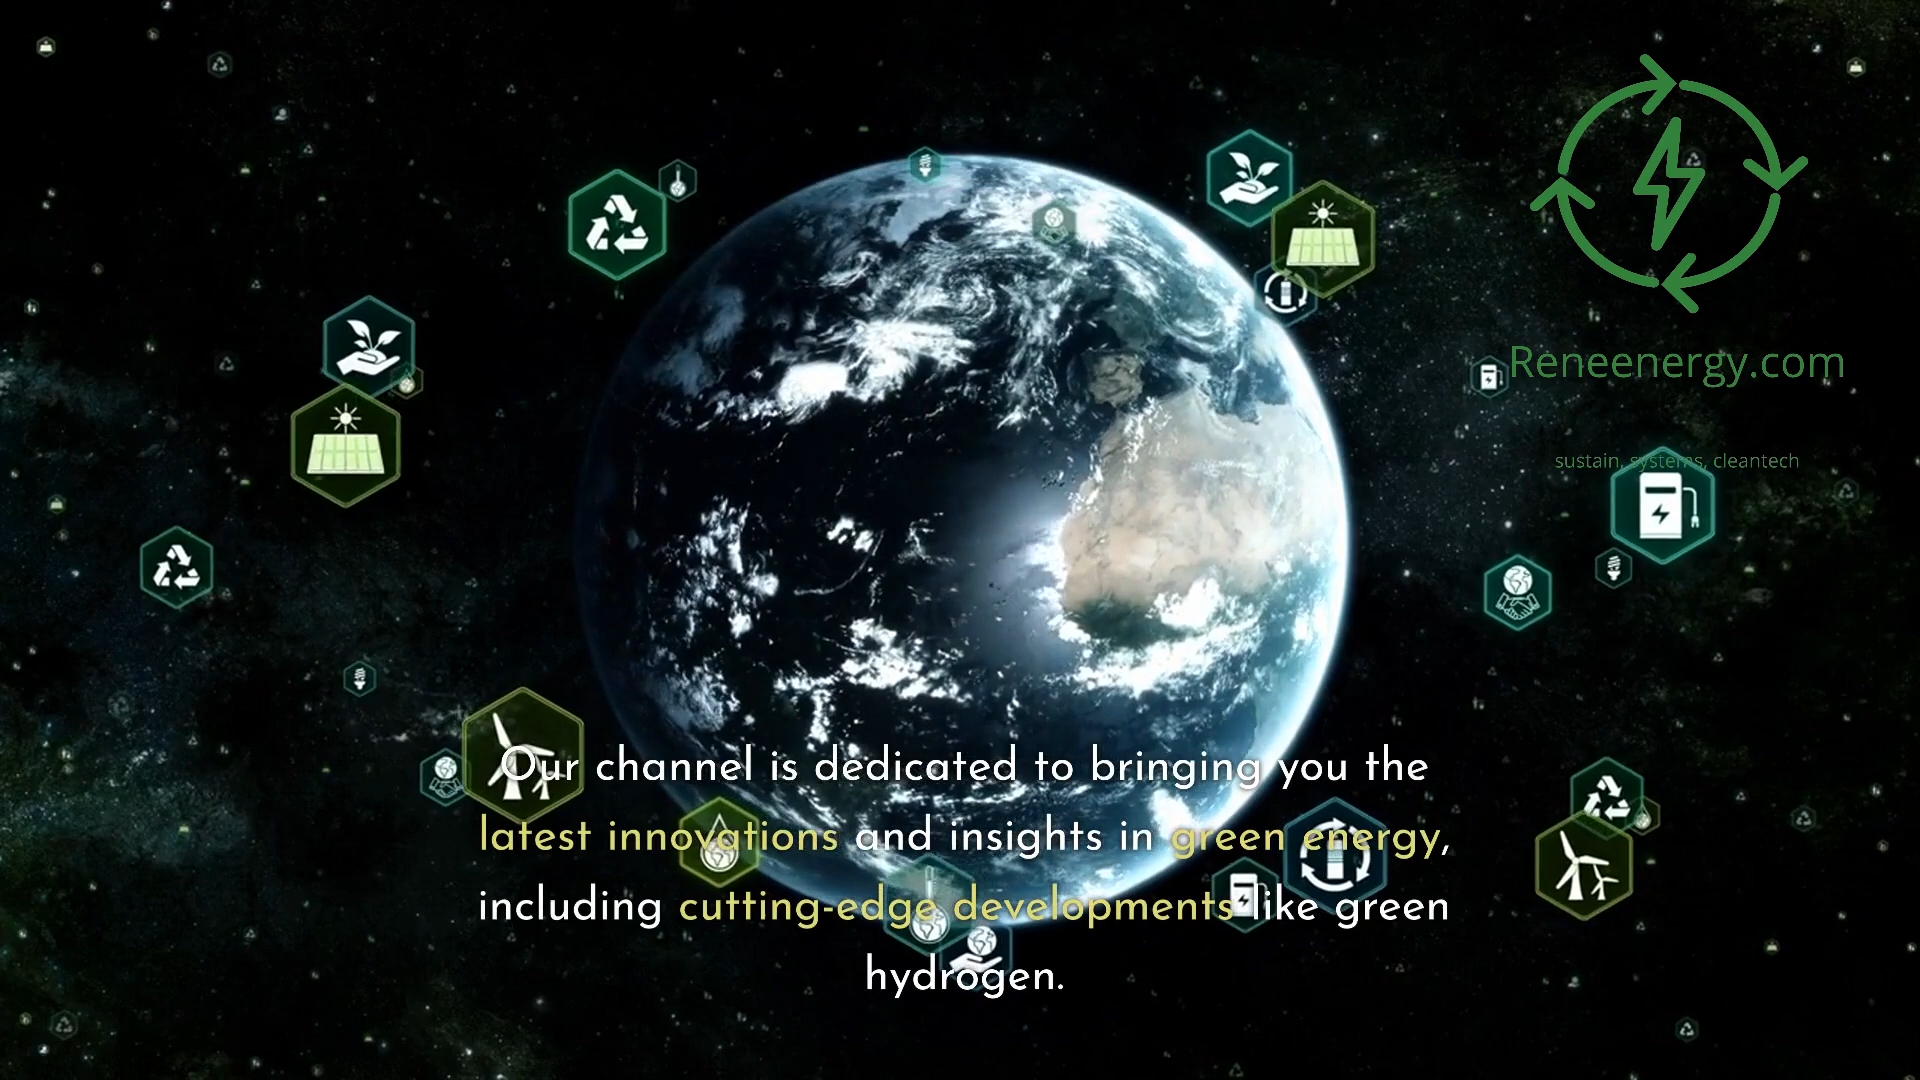 Reneenergy.com
sustain, systems, cleantech
Our channel is dedicated to bringing you the
latest innovations and insights in green energy,
including cutting-edge developments like green
hydrogen.